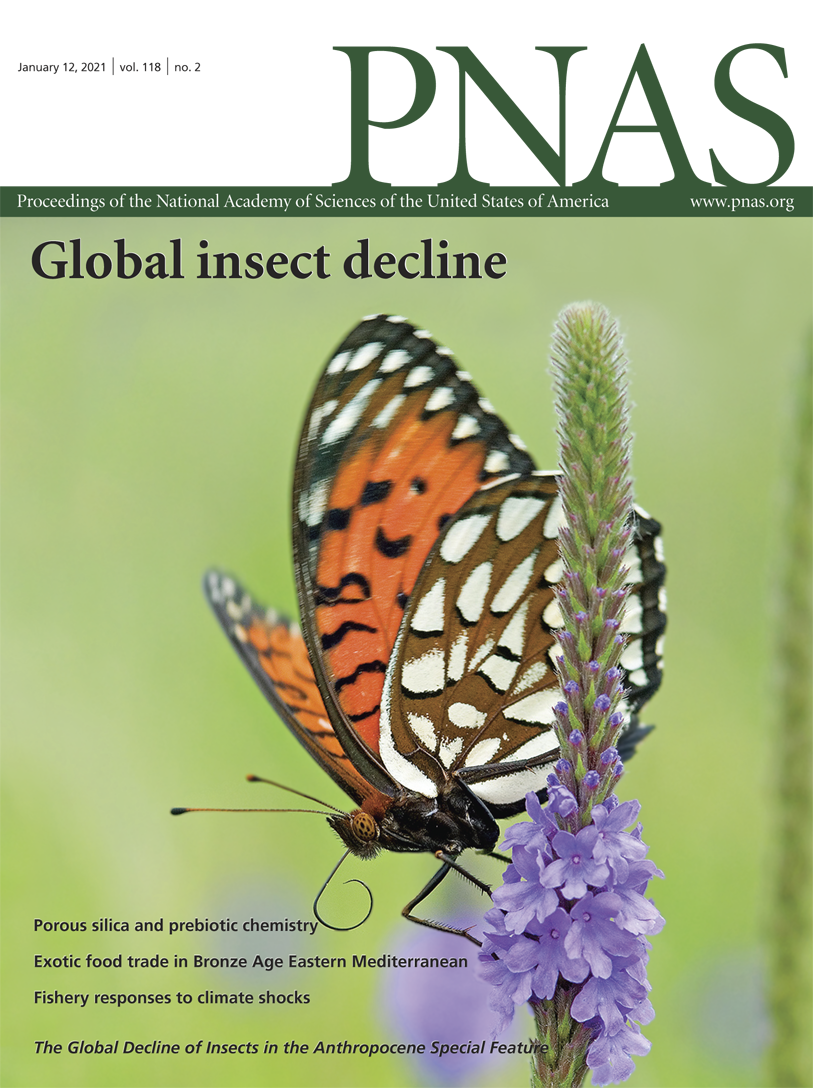 January 12, 2021 | vol. 118 | no. 2
PNAS
Proceedings of the National Academy of Sciences of the United States of America www.pnas.org
Global insect decline
Porous silica and prebiotic chemistry
Exotic food trade in Bronze Age Eastern Mediterranean
Fishery responses to climate shocks
The Global Decline of Insects in the Anthropocene Special Feature